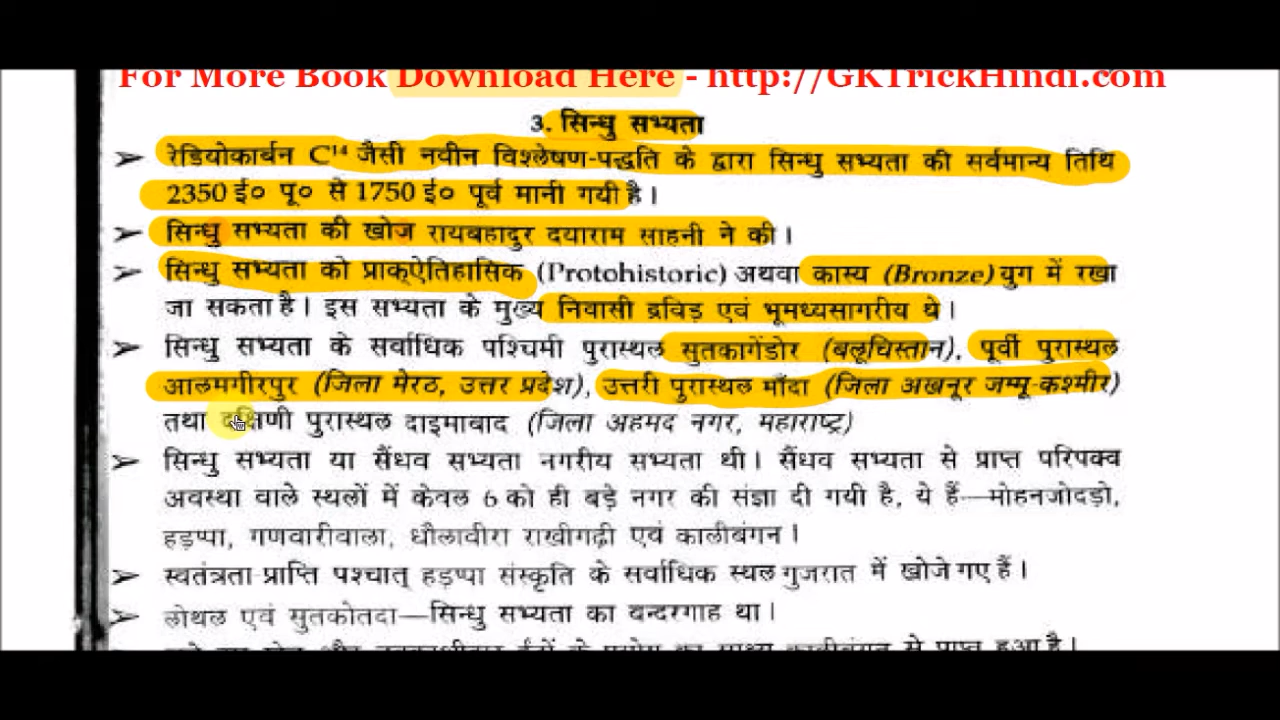 For More Book Download Here - http://GKTrickHindi.com
3. सिन्धु सभ्यता
➢ रेडियोकार्बन C¹⁴ जैसी नवीन विश्लेषण-पद्धति के द्वारा सिन्धु सभ्यता की सर्वमान्य तिथि
2350 ई० पू० से 1750 ई० पूर्व मानी गयी है।
➢ सिन्धु सभ्यता की खोज रायबहादुर दयाराम साहनी ने की।
➢ सिन्धु सभ्यता को प्राक्ऐतिहासिक (Protohistoric) अथवा कास्य (Bronze) युग में रखा
जा सकता है। इस सभ्यता के मुख्य निवासी द्रविड़ एवं भूमध्यसागरीय थे।
➢ सिन्धु सभ्यता के सर्वाधिक पश्चिमी पुरास्थल सुतकागेंडोर (बलूचिस्तान), पूर्वी पुरास्थल
आलमगीरपुर (जिला मेरठ, उत्तर प्रदेश), उत्तरी पुरास्थल माँदा (जिला अखनूर जम्मू-कश्मीर)
तथा दक्षिणी पुरास्थल दाइमाबाद (जिला अहमद नगर, महाराष्ट्र)
➢ सिन्धु सभ्यता या सैंधव सभ्यता नगरीय सभ्यता थी। सैंधव सभ्यता से प्राप्त परिपक्व
अवस्था वाले स्थलों में केवल 6 को ही बड़े नगर की संज्ञा दी गयी है, ये हैं—मोहनजोदड़ो,
हड़प्पा, गणवारीवाला, धौलावीरा राखीगढ़ी एवं कालीबंगन।
➢ स्वतंत्रता-प्राप्ति पश्चात् हड़प्पा संस्कृति के सर्वाधिक स्थल गुजरात में खोजे गए हैं।
➢ लोथल एवं सुतकोतदा—सिन्धु सभ्यता का बन्दरगाह था।
कालीबंगन से प्राप्त हुआ है।